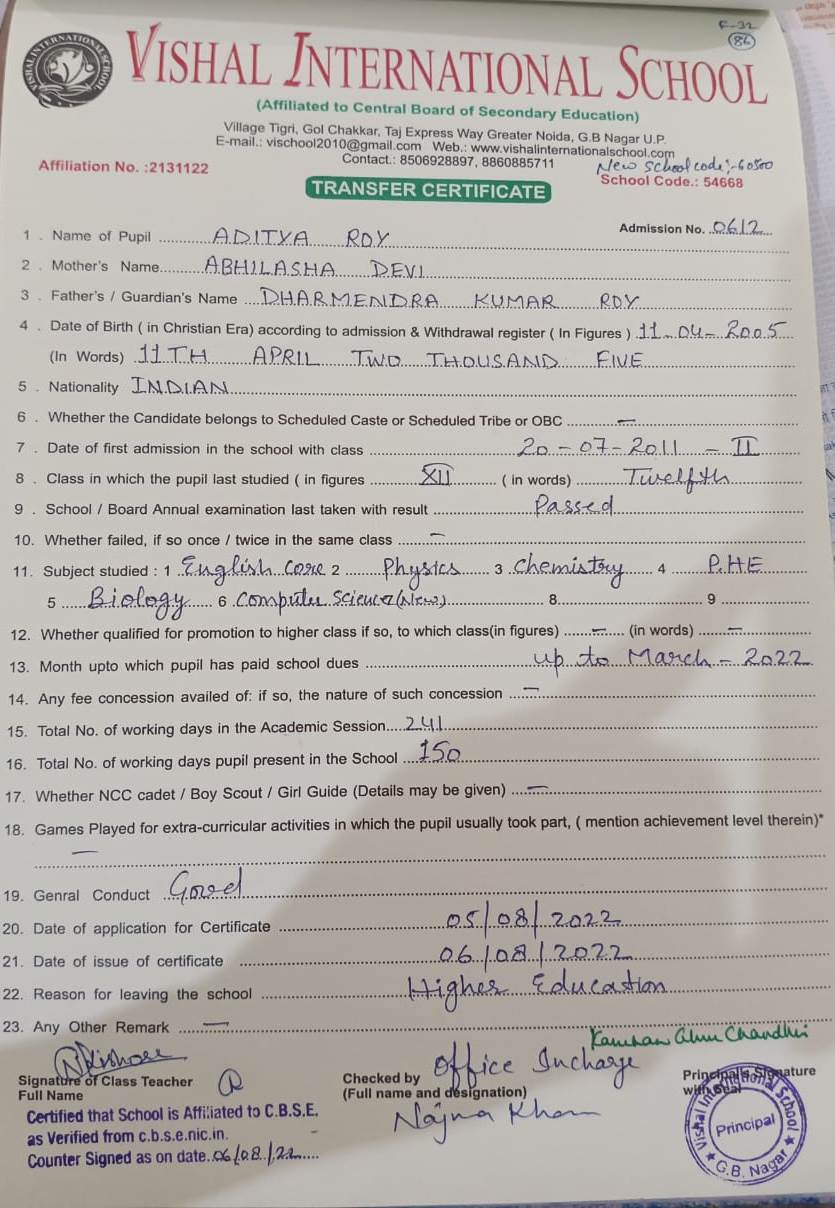 F-32
86
VISHAL INTERNATIONAL SCHOOL
VISHAL INTERNATIONAL SCHOOL
(Affiliated to Central Board of Secondary Education)
Village Tigri, Gol Chakkar, Taj Express Way Greater Noida, G.B Nagar U.P.
E-mail.: vischool2010@gmail.com Web.: www.vishalinternationalschool.com
Contact.: 8506928897, 8860885711
New School code:-60500
Affiliation No. :2131122
School Code.: 54668
TRANSFER CERTIFICATE
Admission No. 0612
1 . Name of Pupil ADITYA ROY
2 . Mother's Name ABHILASHA DEVI
3 . Father's / Guardian's Name DHARMENDRA KUMAR ROY
4 . Date of Birth ( in Christian Era) according to admission & Withdrawal register ( In Figures ) 11-04-2005
(In Words) 11TH APRIL TWO THOUSAND FIVE
5 . Nationality INDIAN
6 . Whether the Candidate belongs to Scheduled Caste or Scheduled Tribe or OBC —
7 . Date of first admission in the school with class 20-07-2011 - II
8 . Class in which the pupil last studied ( in figures XII ( in words) Twelfth
9 . School / Board Annual examination last taken with result Passed
10. Whether failed, if so once / twice in the same class —
11. Subject studied : 1 English Core 2 Physics 3 Chemistory 4 P.HE
5 Biology 6 Computer Science(New) 8 9
12. Whether qualified for promotion to higher class if so, to which class(in figures) — (in words) —
13. Month upto which pupil has paid school dues up to March - 2022
14. Any fee concession availed of: if so, the nature of such concession —
15. Total No. of working days in the Academic Session 241
16. Total No. of working days pupil present in the School 150
17. Whether NCC cadet / Boy Scout / Girl Guide (Details may be given) —
18. Games Played for extra-curricular activities in which the pupil usually took part, ( mention achievement level therein)*
—
19. Genral Conduct Good
20. Date of application for Certificate 05/08/2022
21. Date of issue of certificate 06/08/2022
22. Reason for leaving the school Higher Education
23. Any Other Remark —
Office Incharge
Signature of Class Teacher
Checked by
Principal's Signature
Full Name
(Full name and designation)
with Seal
Najma Khan
Certified that School is Affiliated to C.B.S.E.
as Verified from c.b.s.e.nic.in.
Counter Signed as on date. 06/08/22
Vishal International School
Principal
★ G.B. Nagar ★